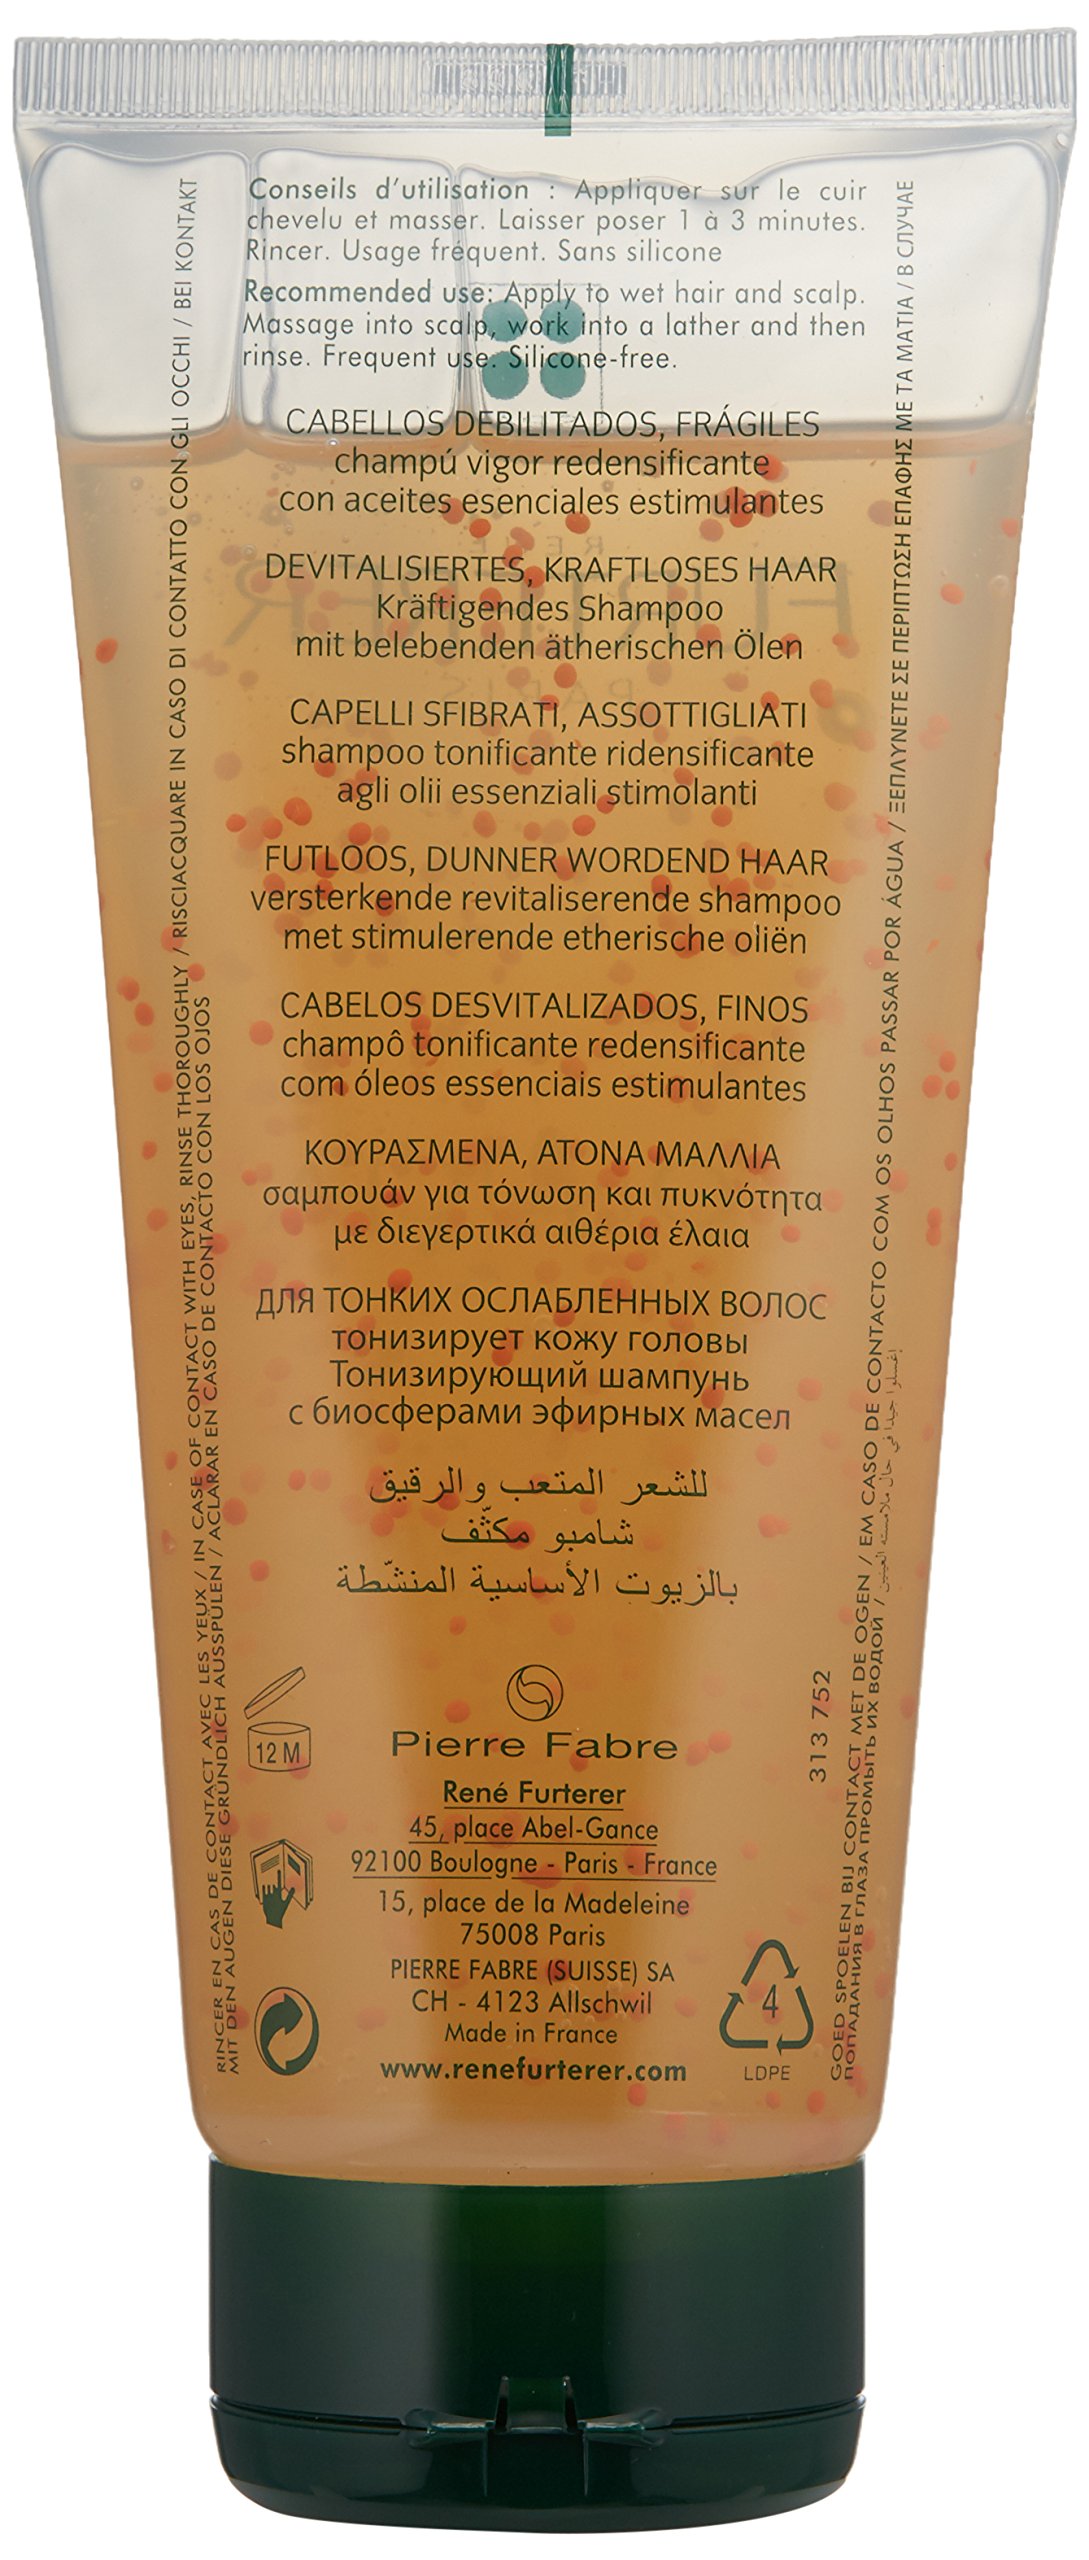 Conseils d'utilisation : Appliquer sur le cuir
chevelu et masser. Laisser poser 1 à 3 minutes.
Rincer. Usage fréquent. Sans silicone
Recommended use: Apply to wet hair and scalp.
Massage into scalp, work into a lather and then
rinse. Frequent use. Silicone-free.
CABELLOS DEBILITADOS, FRÁGILES
champú vigor redensificante
con aceites esenciales estimulantes
DEVITALISIERTES, KRAFTLOSES HAAR
Kräftigendes Shampoo
mit belebenden ätherischen Ölen
CAPELLI SFIBRATI, ASSOTTIGLIATI
shampoo tonificante ridensificante
agli olii essenziali stimolanti
FUTLOOS, DUNNER WORDEND HAAR
versterkende revitaliserende shampoo
met stimulerende etherische oliën
CABELOS DESVITALIZADOS, FINOS
champô tonificante redensificante
com óleos essenciais estimulantes
ΚΟΥΡΑΣΜΕΝΑ, ΑΤΟΝΑ ΜΑΛΛΙΑ
σαμπουάν για τόνωση και πυκνότητα
με διεγερτικά αιθέρια έλαια
ДЛЯ ТОНКИХ ОСЛАБЛЕННЫХ ВОЛОС
тонизирует кожу головы
Тонизирующий шампунь
с биосферами эфирных масел
للشعر المتعب والرقيق
شامبو مكثّف
بالزيوت الأساسية المنشّطة
12 M
Pierre Fabre
René Furterer
45, place Abel-Gance
92100 Boulogne - Paris - France
15, place de la Madeleine
75008 Paris
PIERRE FABRE (SUISSE) SA
CH - 4123 Allschwil
Made in France
www.renefurterer.com
313 752
4
LDPE
RINCER EN CAS DE CONTACT AVEC LES YEUX / IN CASE OF CONTACT WITH EYES, RINSE THOROUGHLY / RISCIACQUARE IN CASO DI CONTATTO CON GLI OCCHI / BEI KONTAKT
MIT DEN AUGEN DIESE GRÜNDLICH AUSSPÜLEN / ACLARAR EN CASO DE CONTACTO CON LOS OJOS
GOED SPOELEN BIJ CONTACT MET DE OGEN / EM CASO DE CONTACTO COM OS OLHOS PASSAR POR ÁGUA / ΞΕΠΛΥΝΕΤΕ ΣΕ ΠΕΡΙΠΤΩΣΗ ΕΠΑΦΗΣ ΜΕ ΤΑ ΜΑΤΙΑ / В СЛУЧАЕ
ПОПАДАНИЯ В ГЛАЗА ПРОМЫТЬ ИХ ВОДОЙ / إغسلوا جيدا في حال ملامسته العينين